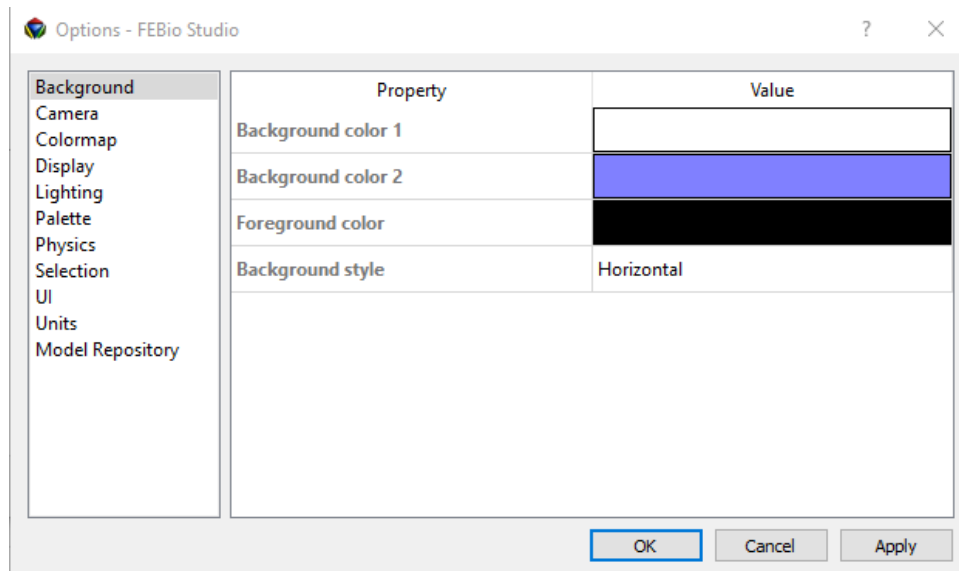 Options - FEBio Studio
?
Background
Camera
Colormap
Display
Lighting
Palette
Physics
Selection
UI
Units
Model Repository
Property Value
Background color 1
Background color 2
Foreground color
Background style Horizontal
OK Cancel Apply